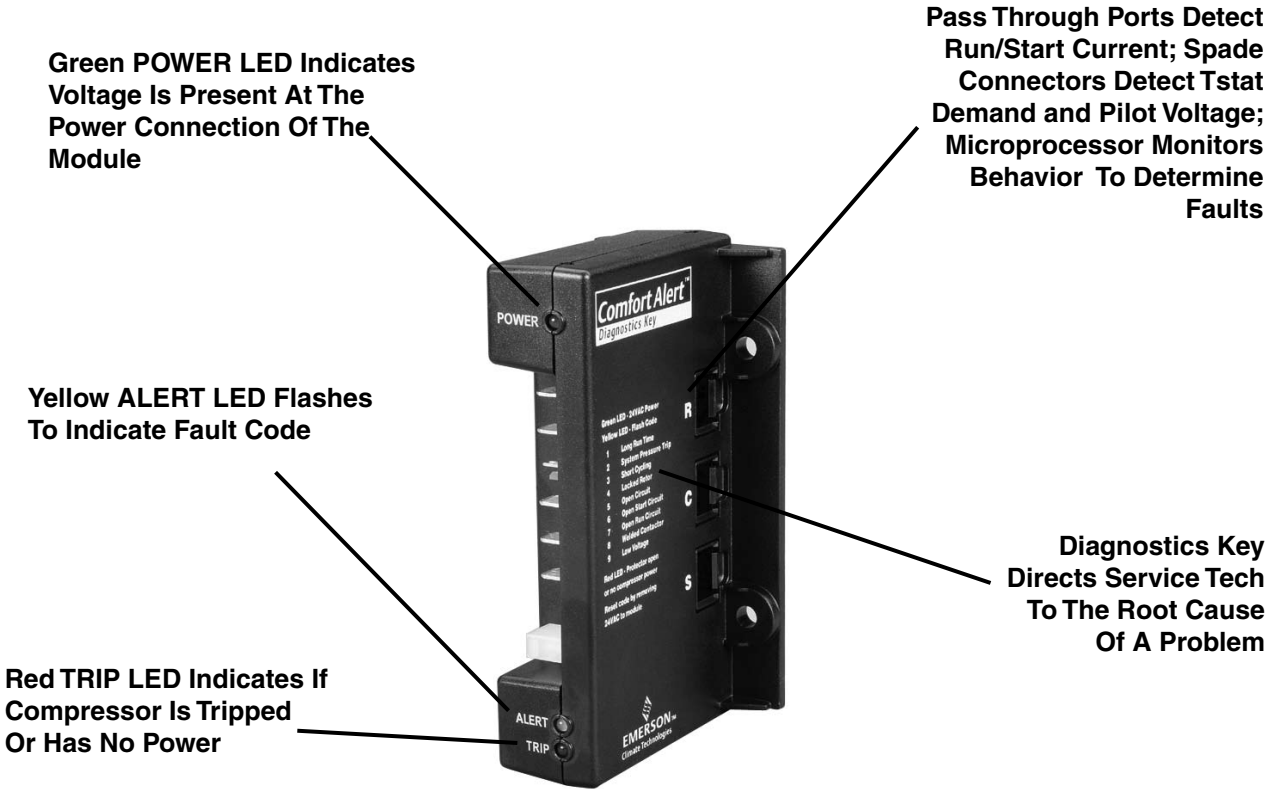 Green POWER LED Indicates
Voltage Is Present At The
Power Connection Of The
Module
Pass Through Ports Detect
Run/Start Current; Spade
Connectors Detect Tstat
Demand and Pilot Voltage;
Microprocessor Monitors
Behavior To Determine
Faults
Yellow ALERT LED Flashes
To Indicate Fault Code
Red TRIP LED Indicates If
Compressor Is Tripped
Or Has No Power
Diagnostics Key
Directs Service Tech
To The Root Cause
Of A Problem
POWER
Comfort Alert™
Diagnostics Key
Green LED - 24VAC Power
Yellow LED - Flash Code
1 Long Run Time
2 System Pressure Trip
3 Short Cycling
4 Locked Rotor
5 Open Circuit
6 Open Start Circuit
7 Open Run Circuit
8 Welded Contactor
9 Low Voltage
Red LED - Protector open
or no compressor power
Reset code by removing
24VAC to module
R
C
S
ALERT
TRIP
EMERSON™
Climate Technologies